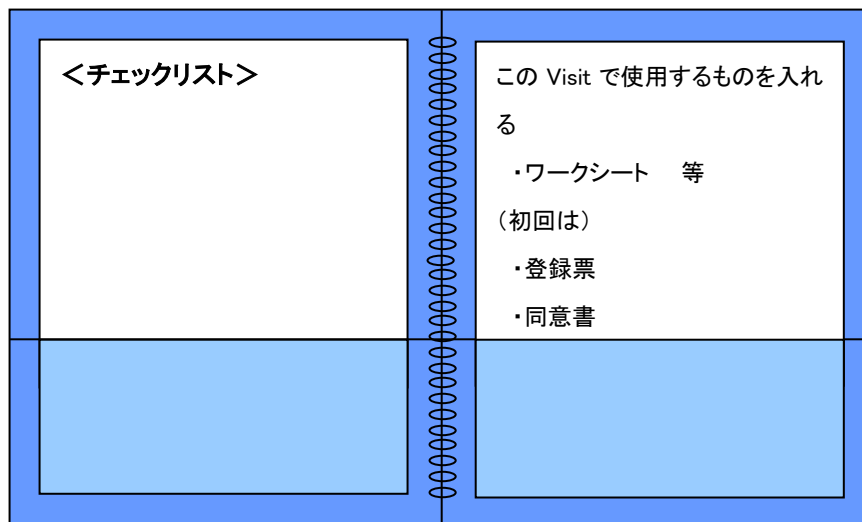 ＜チェックリスト＞
この Visit で使用するものを入れ
る
・ワークシート　等
（初回は）
・登録票
・同意書